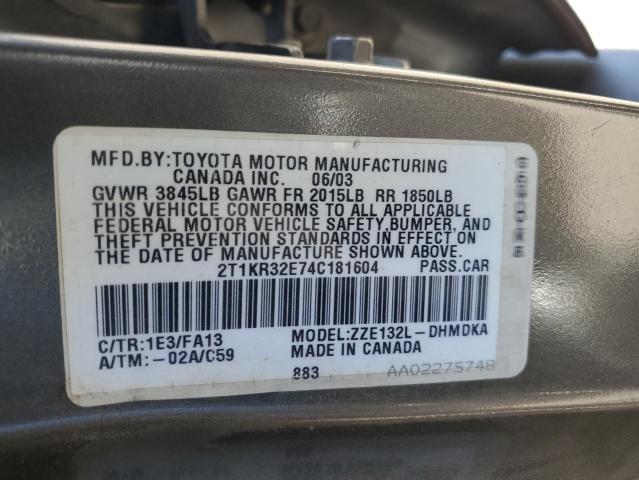 MFD.BY:TOYOTA MOTOR MANUFACTURING
CANADA INC. 06/03
GVWR 3845LB GAWR FR 2015LB RR 1850LB
THIS VEHICLE CONFORMS TO ALL APPLICABLE
FEDERAL MOTOR VEHICLE SAFETY,BUMPER, AND
THEFT PREVENTION STANDARDS IN EFFECT ON
THE DATE OF MANUFACTURE SHOWN ABOVE.
2T1KR32E74C181604 PASS.CAR
C/TR:1E3/FA13 MODEL:ZZE132L-DHMDKA
A/TM:-02A/C59 MADE IN CANADA
883 AA02275748